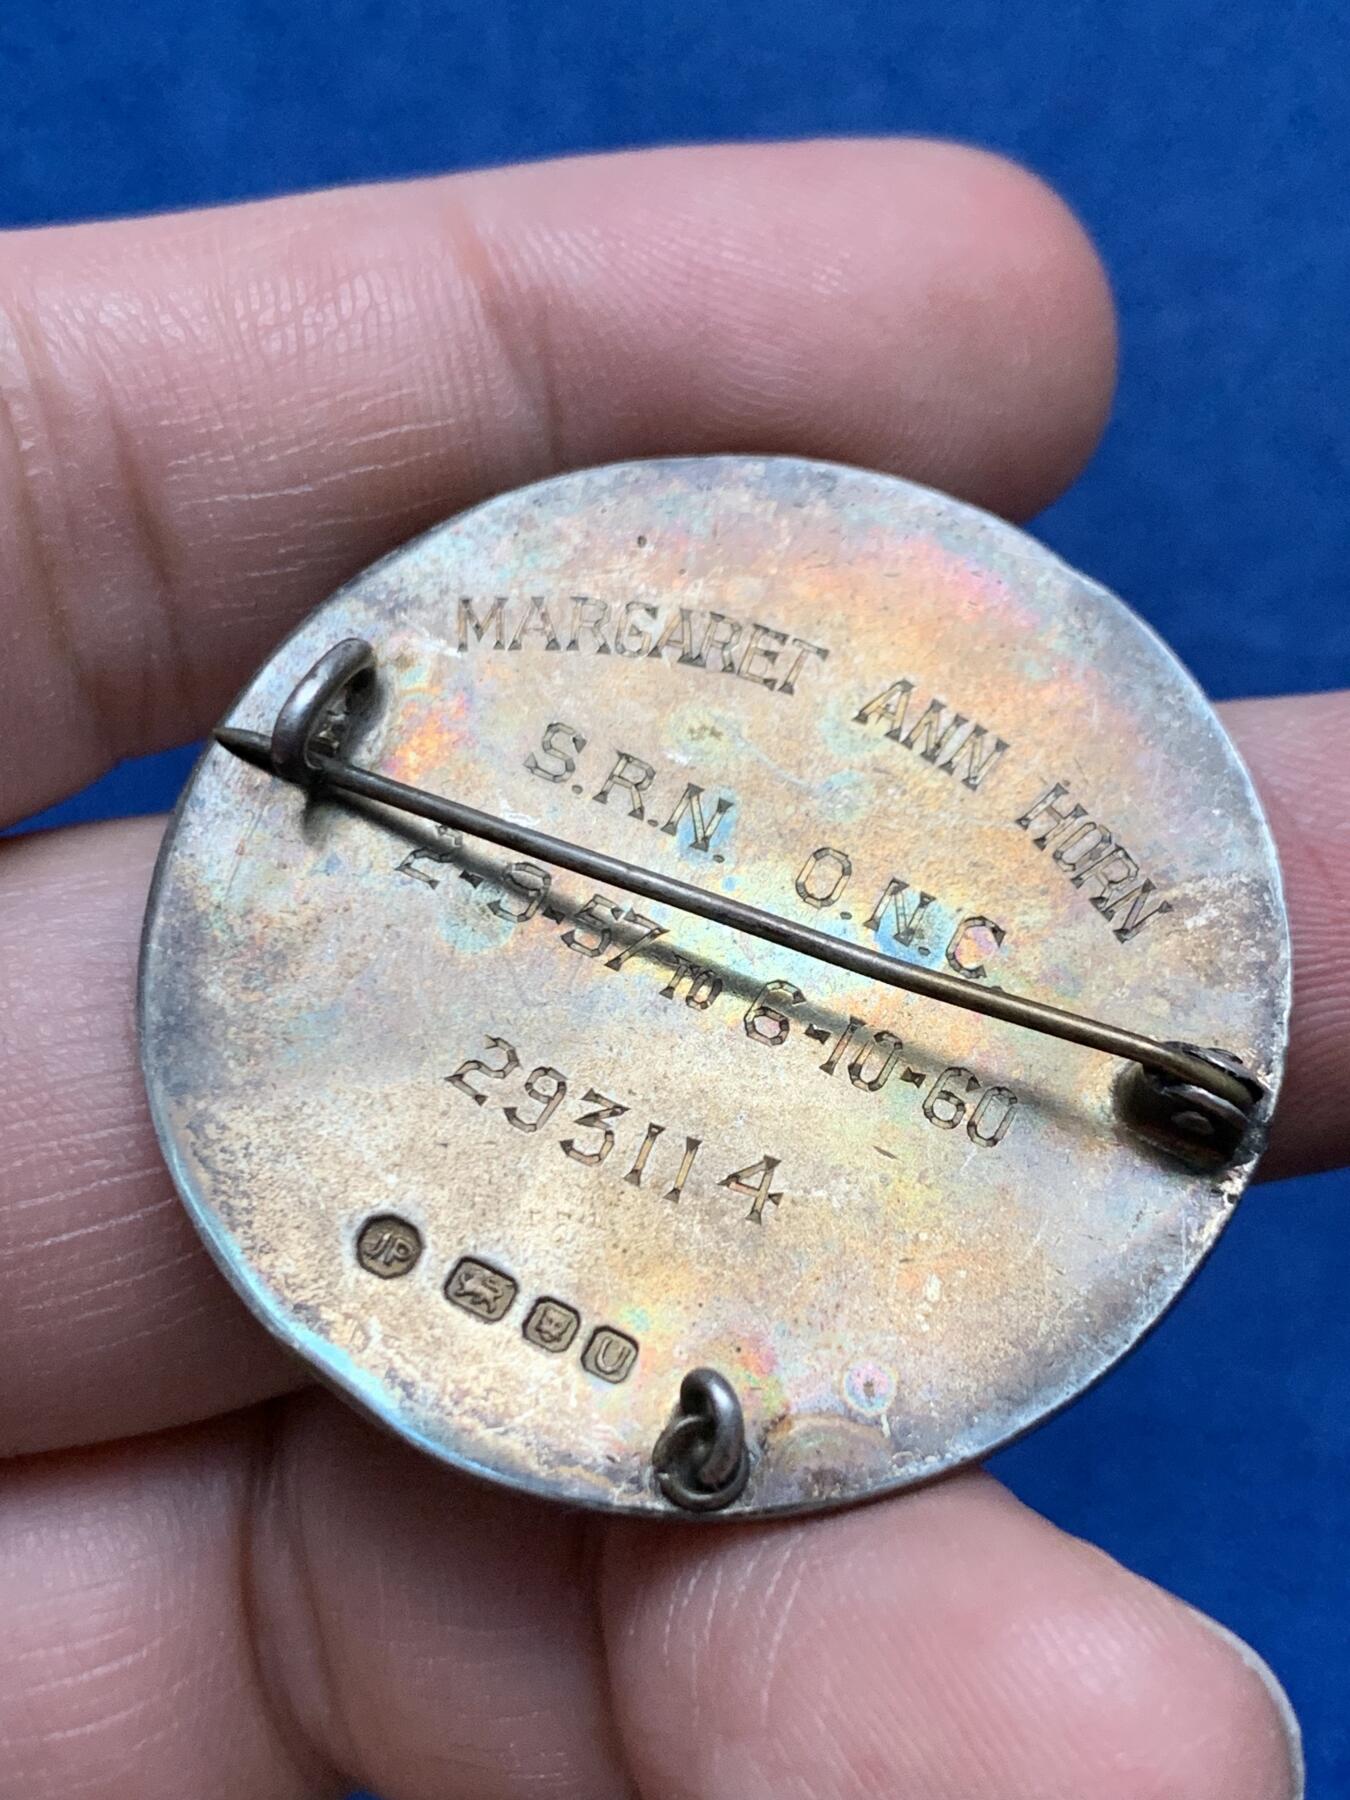 MARGARET ANN HORN
S.R.N. O.N.C.
2-9-57 TO 6-10-60
293114
JP
U